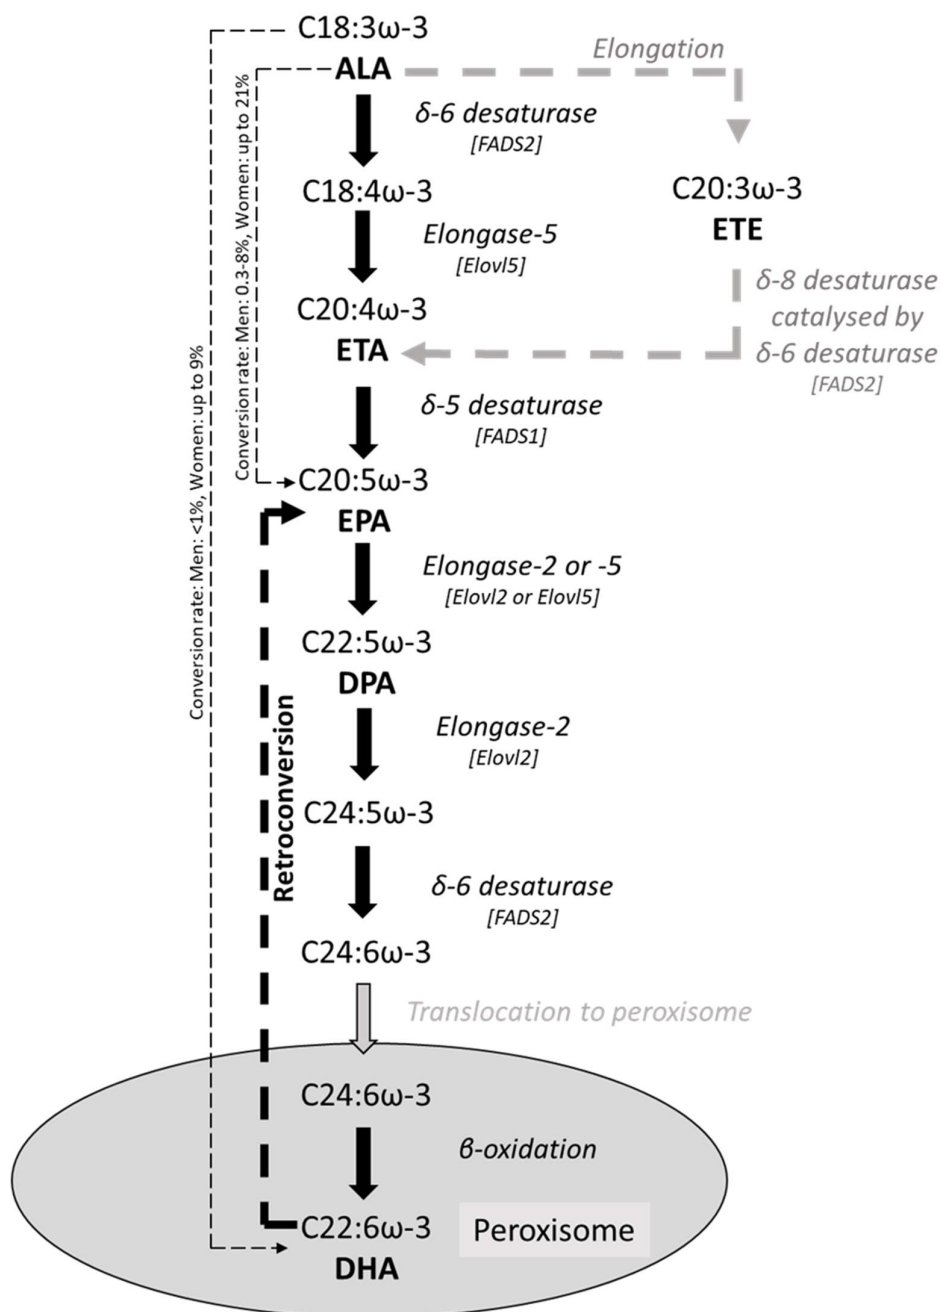 C18:3ω-3
ALA
Elongation
δ-6 desaturase
[FADS2]
C18:4ω-3
C20:3ω-3
ETE
Elongase-5
[Elovl5]
C20:4ω-3
ETA
δ-8 desaturase
catalysed by
δ-6 desaturase
[FADS2]
δ-5 desaturase
[FADS1]
C20:5ω-3
EPA
Elongase-2 or -5
[Elovl2 or Elovl5]
C22:5ω-3
DPA
Elongase-2
[Elovl2]
C24:5ω-3
δ-6 desaturase
[FADS2]
C24:6ω-3
Translocation to peroxisome
C24:6ω-3
β-oxidation
C22:6ω-3
DHA
Peroxisome
Conversion rate: Men: <1%, Women: up to 9%
Conversion rate: Men: 0.3-8%, Women: up to 21%
Retroconversion